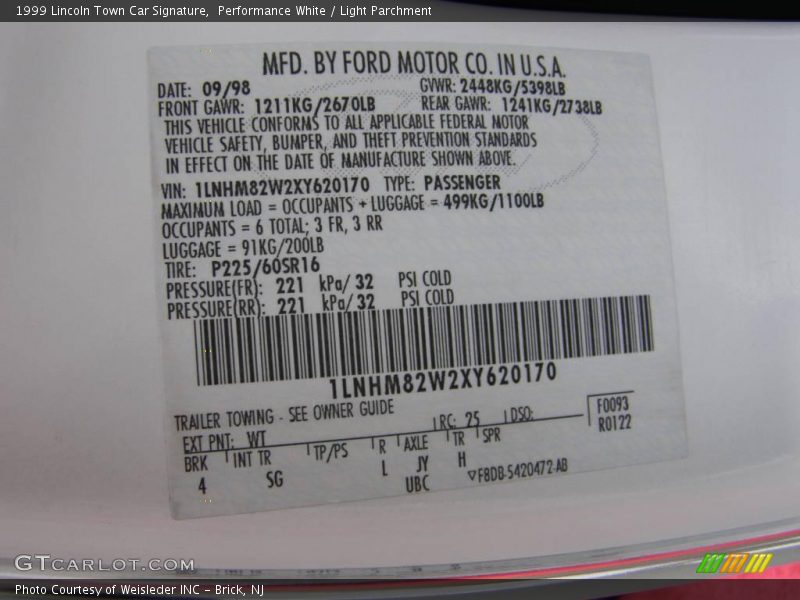 1999 Lincoln Town Car Signature,  Performance White / Light Parchment
MFD. BY FORD MOTOR CO. IN U.S.A.
DATE: 09/98 GVWR: 2448KG/5398LB
FRONT GAWR: 1211KG/2670LB REAR GAWR: 1241KG/2738LB
THIS VEHICLE CONFORMS TO ALL APPLICABLE FEDERAL MOTOR
VEHICLE SAFETY, BUMPER, AND THEFT PREVENTION STANDARDS
IN EFFECT ON THE DATE OF MANUFACTURE SHOWN ABOVE.
VIN: 1LNHM82W2XY620170 TYPE: PASSENGER
MAXIMUM LOAD = OCCUPANTS + LUGGAGE = 499KG/1100LB
OCCUPANTS = 6 TOTAL; 3 FR, 3 RR
LUGGAGE = 91KG/200LB
TIRE: P225/60SR16
PRESSURE(FR): 221 kPa/ 32 PSI COLD
PRESSURE(RR): 221 kPa/ 32 PSI COLD
1LNHM82W2XY620170
TRAILER TOWING - SEE OWNER GUIDE
EXT PNT: WT RC: 25 DSO: F0093
R0122
BRK INT TR TP/PS R AXLE TR SPR
4 SG L JY H
UBC F8DB-5420472-AB
GTCARLOT.COM
Photo Courtesy of Weisleder INC - Brick, NJ